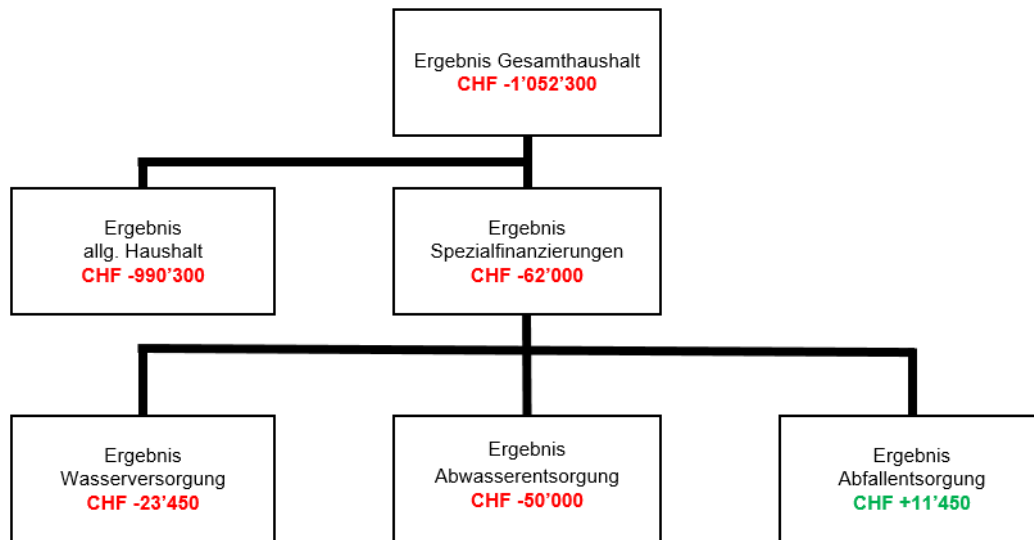 Ergebnis Gesamthaushalt
CHF -1’052’300
Ergebnis
allg. Haushalt
CHF -990’300
Ergebnis
Spezialfinanzierungen
CHF -62’000
Ergebnis
Wasserversorgung
CHF -23’450
Ergebnis
Abwasserentsorgung
CHF -50’000
Ergebnis
Abfallentsorgung
CHF +11’450